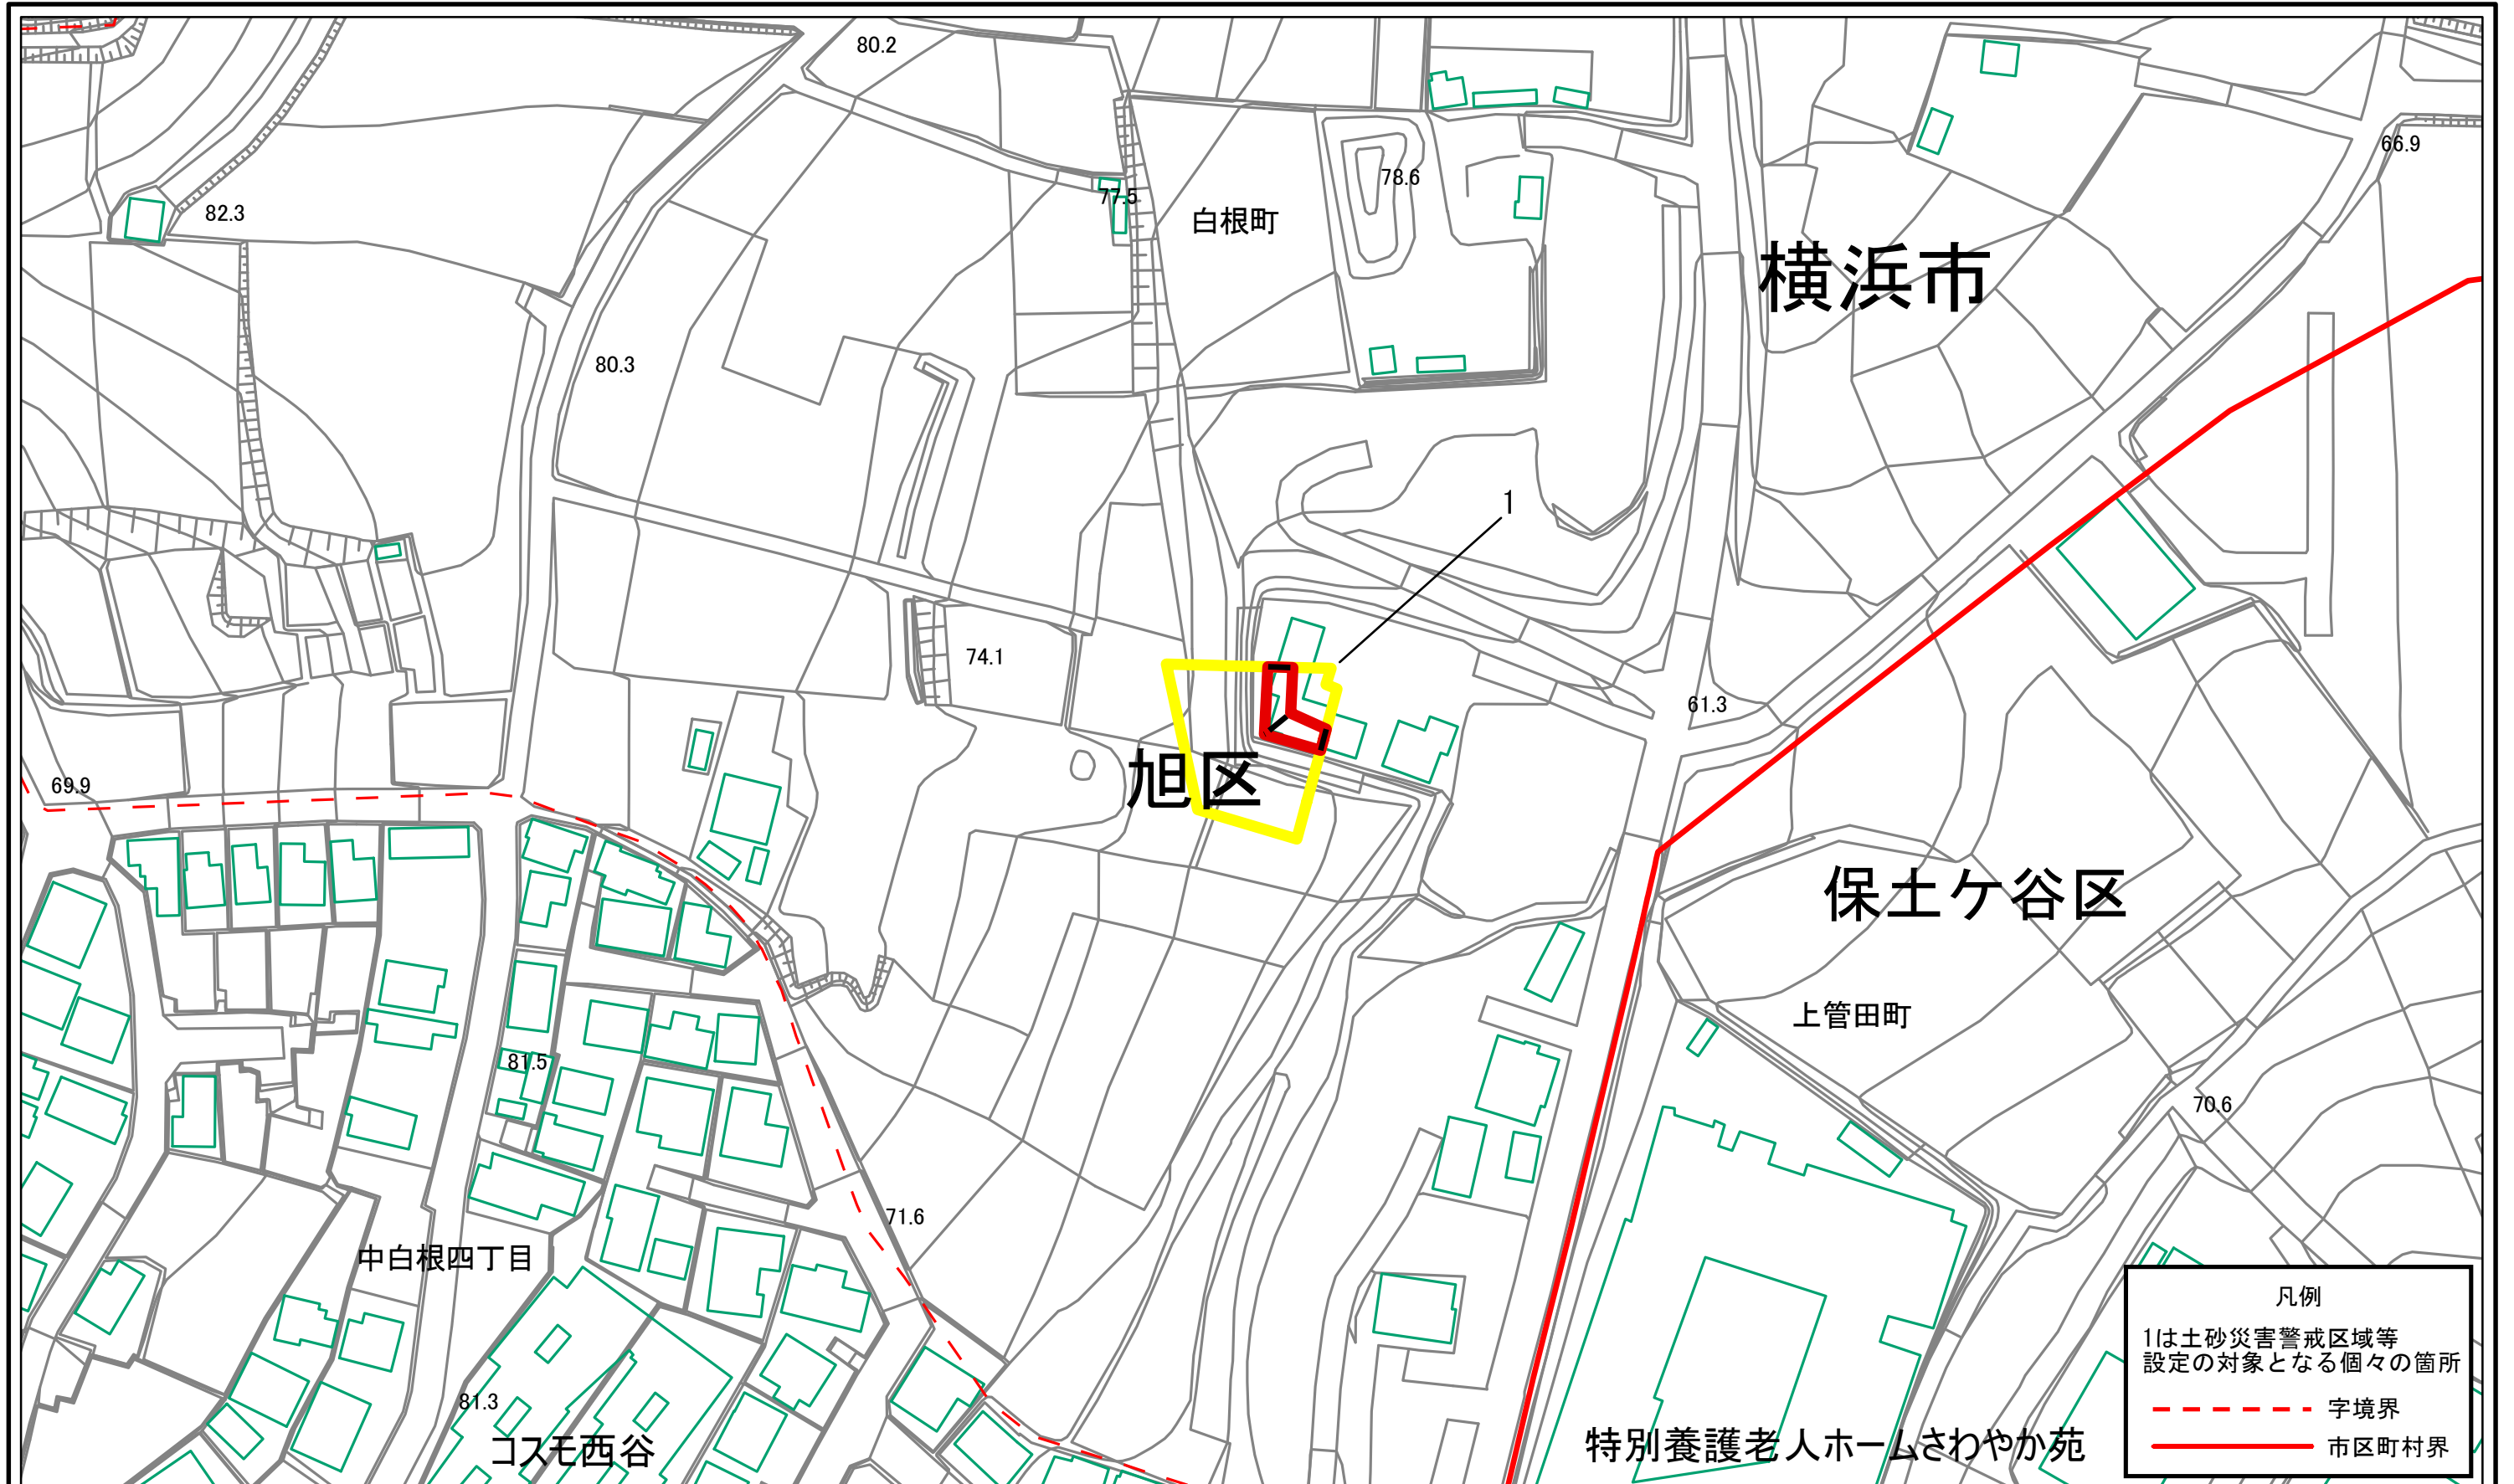 80.2
66.9
78.6
77.5
82.3
白根町
横浜市
80.3
1
74.1
61.3
旭区
69.9
保土ケ谷区
上管田町
81.5
70.6
71.6
中白根四丁目
凡例
1は土砂災害警戒区域等
設定の対象となる個々の箇所
字境界
市区町村界
81.3
コスモ西谷
特別養護老人ホームさわやか苑